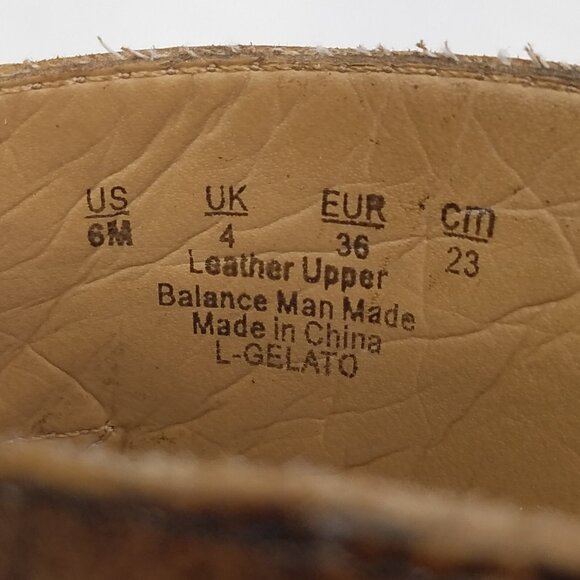 US UK EUR cm
6M 4 36 23
Leather Upper
Balance Man Made
Made in China
L-GELATO